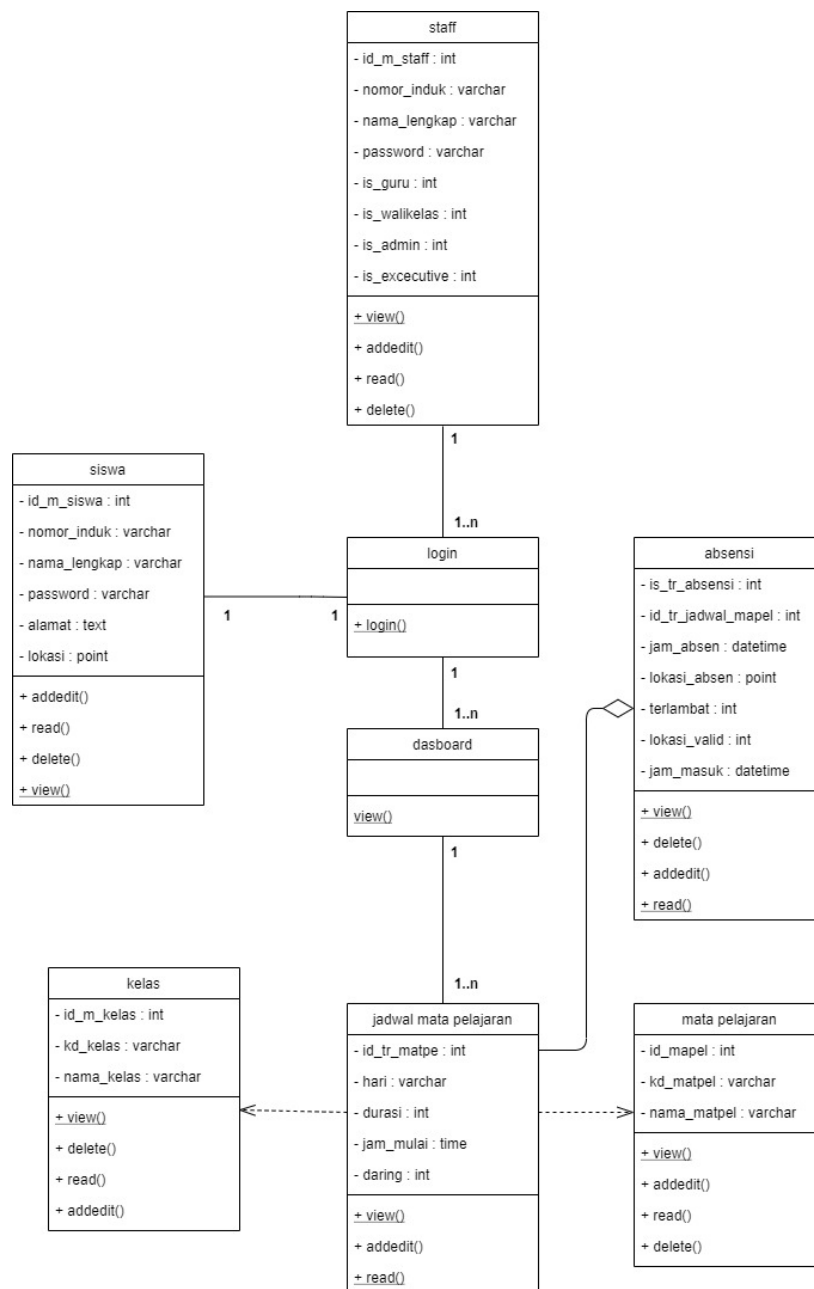 staff
- id_m_staff : int
- nomor_induk : varchar
- nama_lengkap : varchar
- password : varchar
- is_guru : int
- is_walikelas : int
- is_admin : int
- is_excecutive : int
+ view()
+ addedit()
+ read()
+ delete()
1
1..n
siswa
- id_m_siswa : int
- nomor_induk : varchar
- nama_lengkap : varchar
- password : varchar
- alamat : text
- lokasi : point
+ addedit()
+ read()
+ delete()
+ view()
1
1
login
+ login()
1
1..n
dasboard
view()
1
1..n
absensi
- is_tr_absensi : int
- id_tr_jadwal_mapel : int
- jam_absen : datetime
- lokasi_absen : point
- terlambat : int
- lokasi_valid : int
- jam_masuk : datetime
+ view()
+ delete()
+ addedit()
+ read()
kelas
- id_m_kelas : int
- kd_kelas : varchar
- nama_kelas : varchar
+ view()
+ delete()
+ read()
+ addedit()
jadwal mata pelajaran
- id_tr_matpe : int
- hari : varchar
- durasi : int
- jam_mulai : time
- daring : int
+ view()
+ addedit()
+ read()
mata pelajaran
- id_mapel : int
- kd_matpel : varchar
- nama_matpel : varchar
+ view()
+ addedit()
+ read()
+ delete()